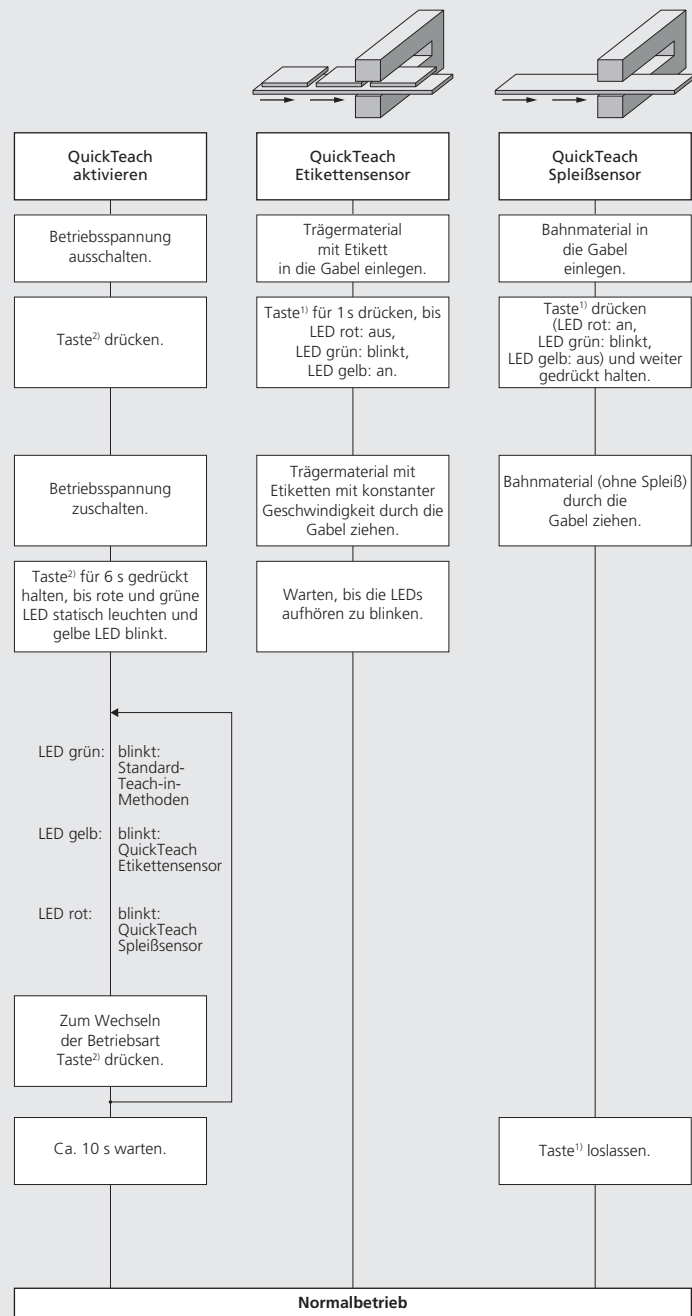 QuickTeach
aktivieren
Betriebsspannung
ausschalten.
Taste2) drücken.
Betriebsspannung
zuschalten.
Taste2) für 6 s gedrückt
halten, bis rote und grüne
LED statisch leuchten und
gelbe LED blinkt.
LED grün: blinkt:
Standard-
Teach-in-
Methoden
LED gelb: blinkt:
QuickTeach
Etikettensensor
LED rot: blinkt:
QuickTeach
Spleißsensor
Zum Wechseln
der Betriebsart
Taste2) drücken.
Ca. 10 s warten.
QuickTeach
Etikettensensor
Trägermaterial
mit Etikett
in die Gabel einlegen.
Taste1) für 1 s drücken, bis
LED rot: aus,
LED grün: blinkt,
LED gelb: an.
Trägermaterial mit
Etiketten mit konstanter
Geschwindigkeit durch die
Gabel ziehen.
Warten, bis die LEDs
aufhören zu blinken.
QuickTeach
Spleißsensor
Bahnmaterial in
die Gabel
einlegen.
Taste1) drücken
(LED rot: an,
LED grün: blinkt,
LED gelb: aus) und weiter
gedrückt halten.
Bahnmaterial (ohne Spleiß)
durch die
Gabel ziehen.
Taste1) loslassen.
Normalbetrieb